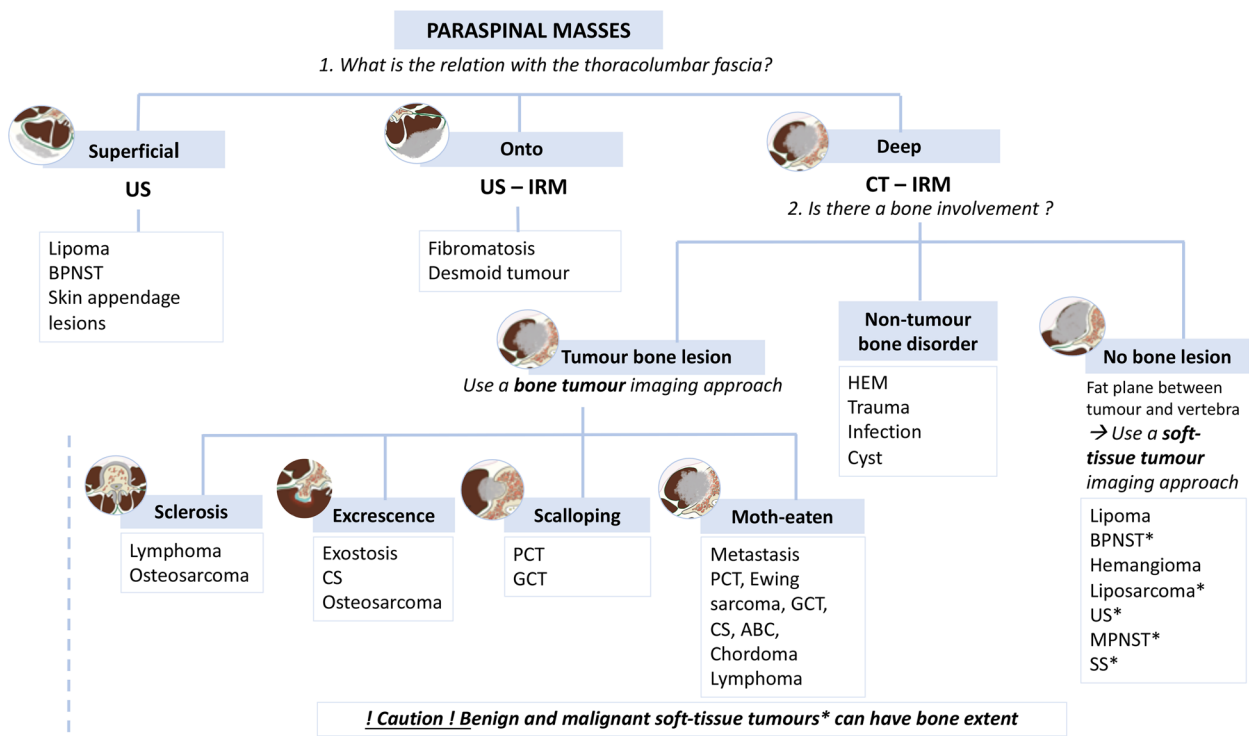 PARASPINAL MASSES
1. What is the relation with the thoracolumbar fascia?
Superficial
US
Lipoma
BPNST
Skin appendage
lesions
Onto
US – IRM
Fibromatosis
Desmoid tumour
Deep
CT – IRM
2. Is there a bone involvement ?
Tumour bone lesion
Use a bone tumour imaging approach
Non-tumour
bone disorder
HEM
Trauma
Infection
Cyst
No bone lesion
Fat plane between
tumour and vertebra
→ Use a soft-
tissue tumour
imaging approach
Lipoma
BPNST*
Hemangioma
Liposarcoma*
US*
MPNST*
SS*
Sclerosis
Lymphoma
Osteosarcoma
Excrescence
Exostosis
CS
Osteosarcoma
Scalloping
PCT
GCT
Moth-eaten
Metastasis
PCT, Ewing
sarcoma, GCT,
CS, ABC,
Chordoma
Lymphoma
! Caution ! Benign and malignant soft-tissue tumours* can have bone extent